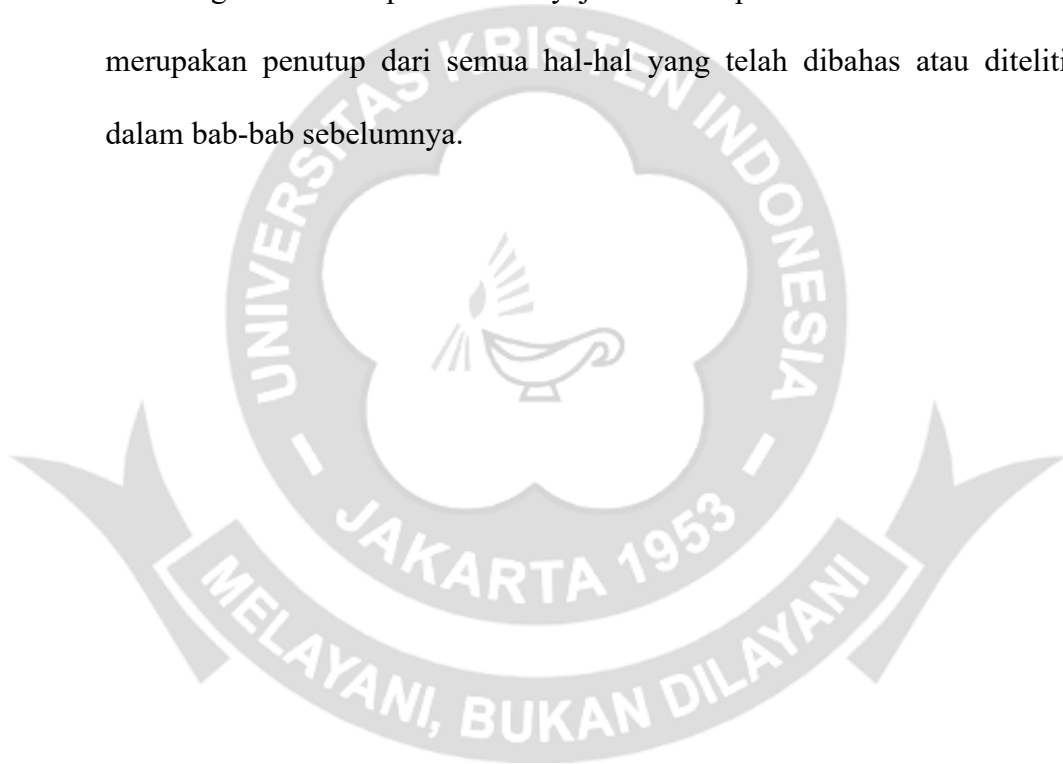 merupakan penutup dari semua hal-hal yang telah dibahas atau diteliti
dalam bab-bab sebelumnya.
UNIVERSITAS KRISTEN INDONESIA
JAKARTA 1953
MELAYANI, BUKAN DILAYANI